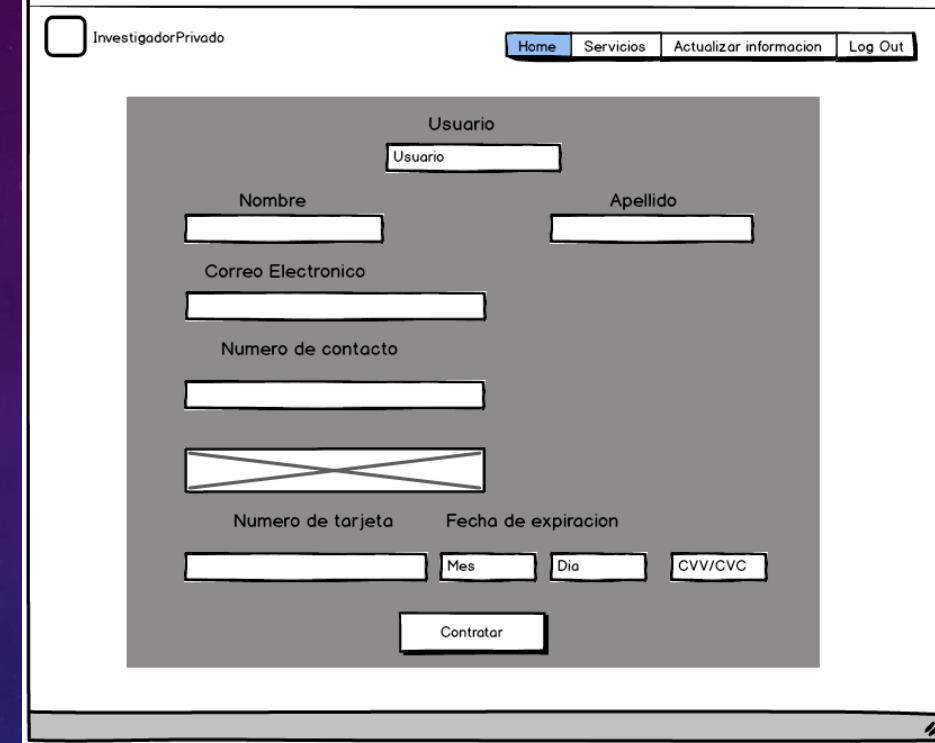 InvestigadorPrivado
Home Servicios Actualizar informacion Log Out
Usuario
Usuario
Nombre Apellido
Correo Electronico
Numero de contacto
Numero de tarjeta Fecha de expiracion
Mes Dia CVV/CVC
Contratar